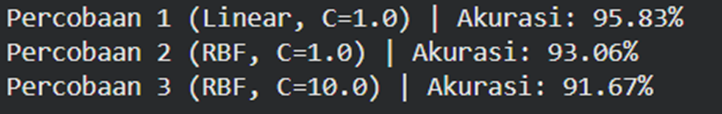 Percobaan 1 (Linear, C=1.0) | Akurasi: 95.83%
Percobaan 2 (RBF, C=1.0) | Akurasi: 93.06%
Percobaan 3 (RBF, C=10.0) | Akurasi: 91.67%